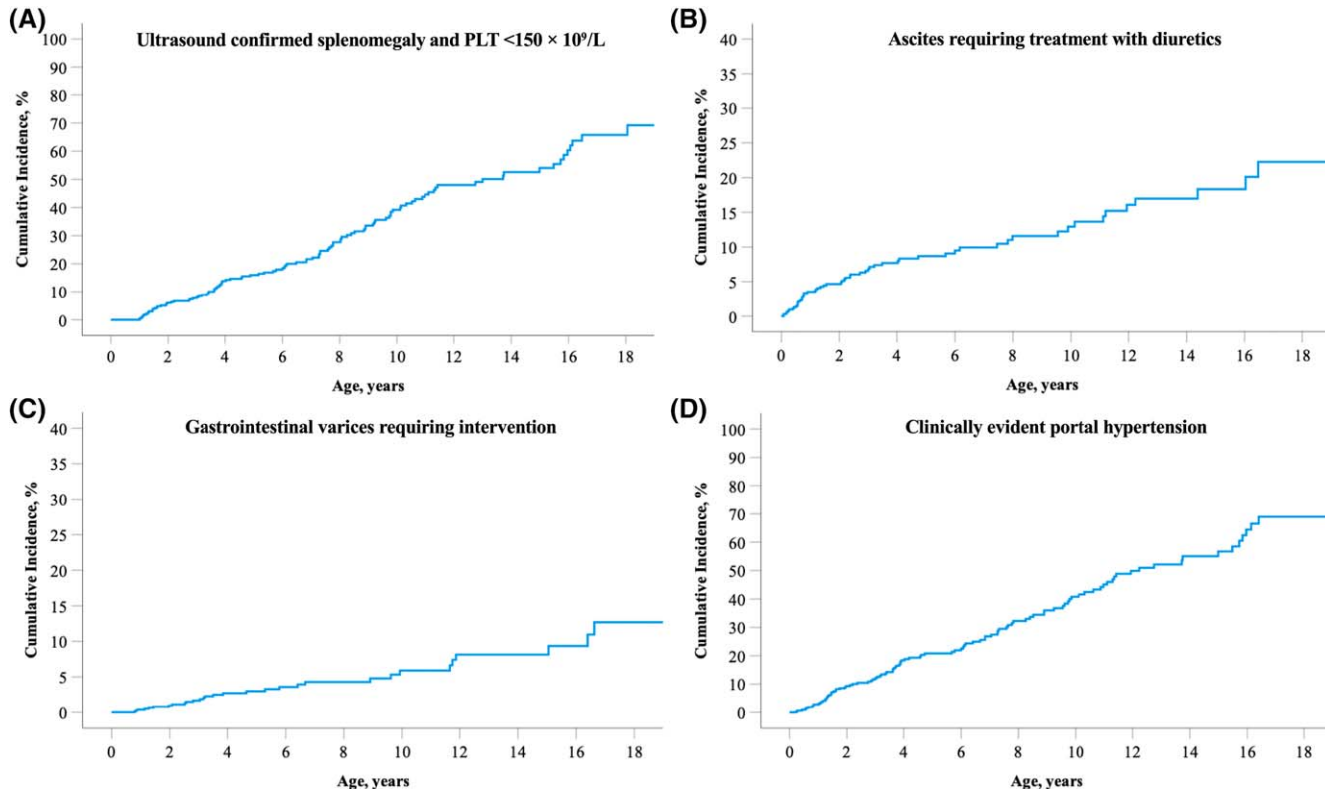 (A)
Ultrasound confirmed splenomegaly and PLT <150 × 10⁹/L
Cumulative Incidence, %
100
90
80
70
60
50
40
30
20
10
0
0 2 4 6 8 10 12 14 16 18
Age, years
(B)
Ascites requiring treatment with diuretics
Cumulative Incidence, %
40
35
30
25
20
15
10
5
0
0 2 4 6 8 10 12 14 16 18
Age, years
(C)
Gastrointestinal varices requiring intervention
Cumulative Incidence, %
40
35
30
25
20
15
10
5
0
0 2 4 6 8 10 12 14 16 18
Age, years
(D)
Clinically evident portal hypertension
Cumulative Incidence, %
100
90
80
70
60
50
40
30
20
10
0
0 2 4 6 8 10 12 14 16 18
Age, years